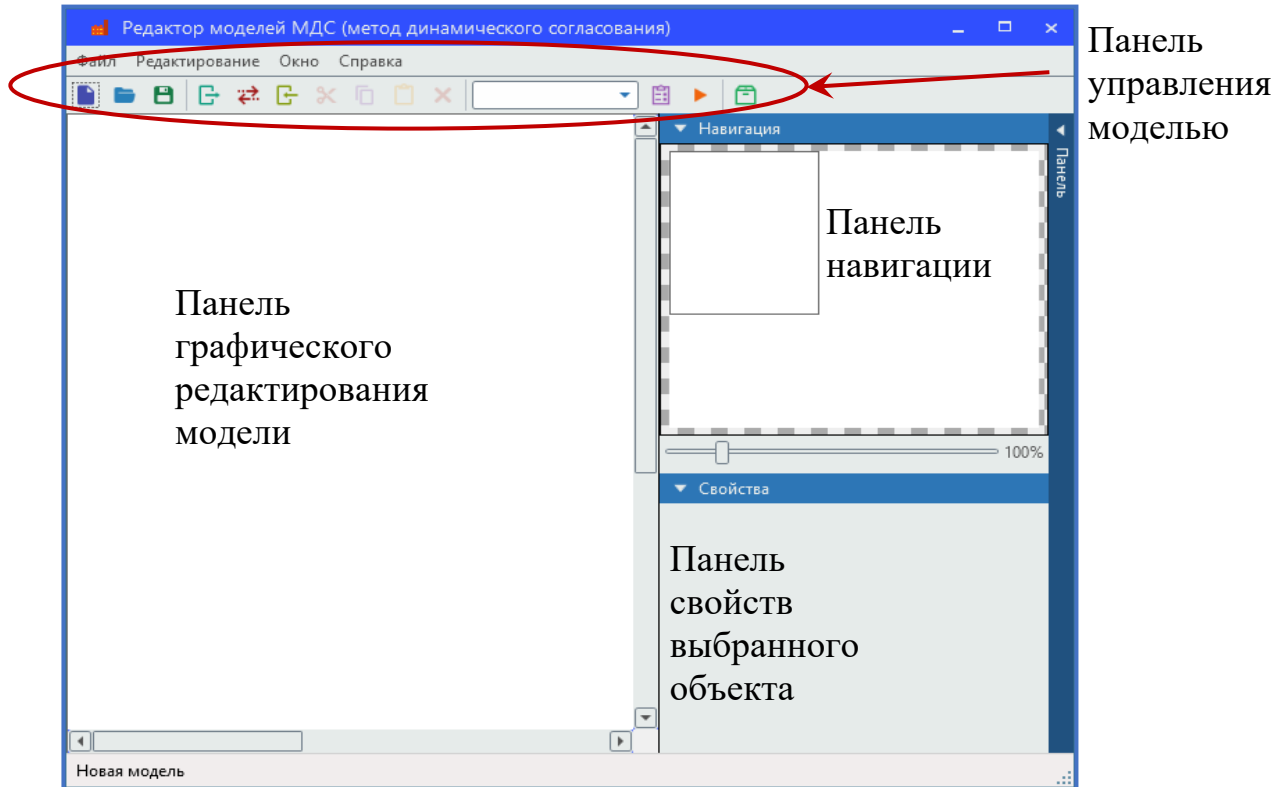 Редактор моделей МДС (метод динамического согласования)
Панель
управления
моделью
Файл Редактирование Окно Справка
Навигация
Панель
Панель
навигации
Панель
графического
редактирования
модели
100%
Свойства
Панель
свойств
выбранного
объекта
Новая модель